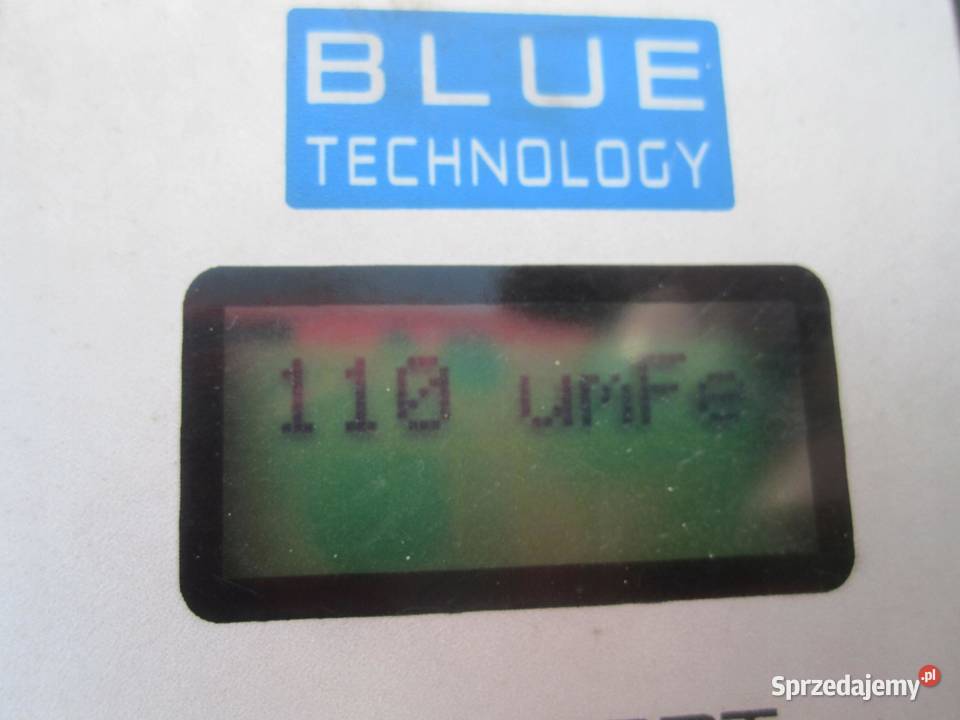 BLUE
TECHNOLOGY
110 umFe
Sprzedajemy.pl